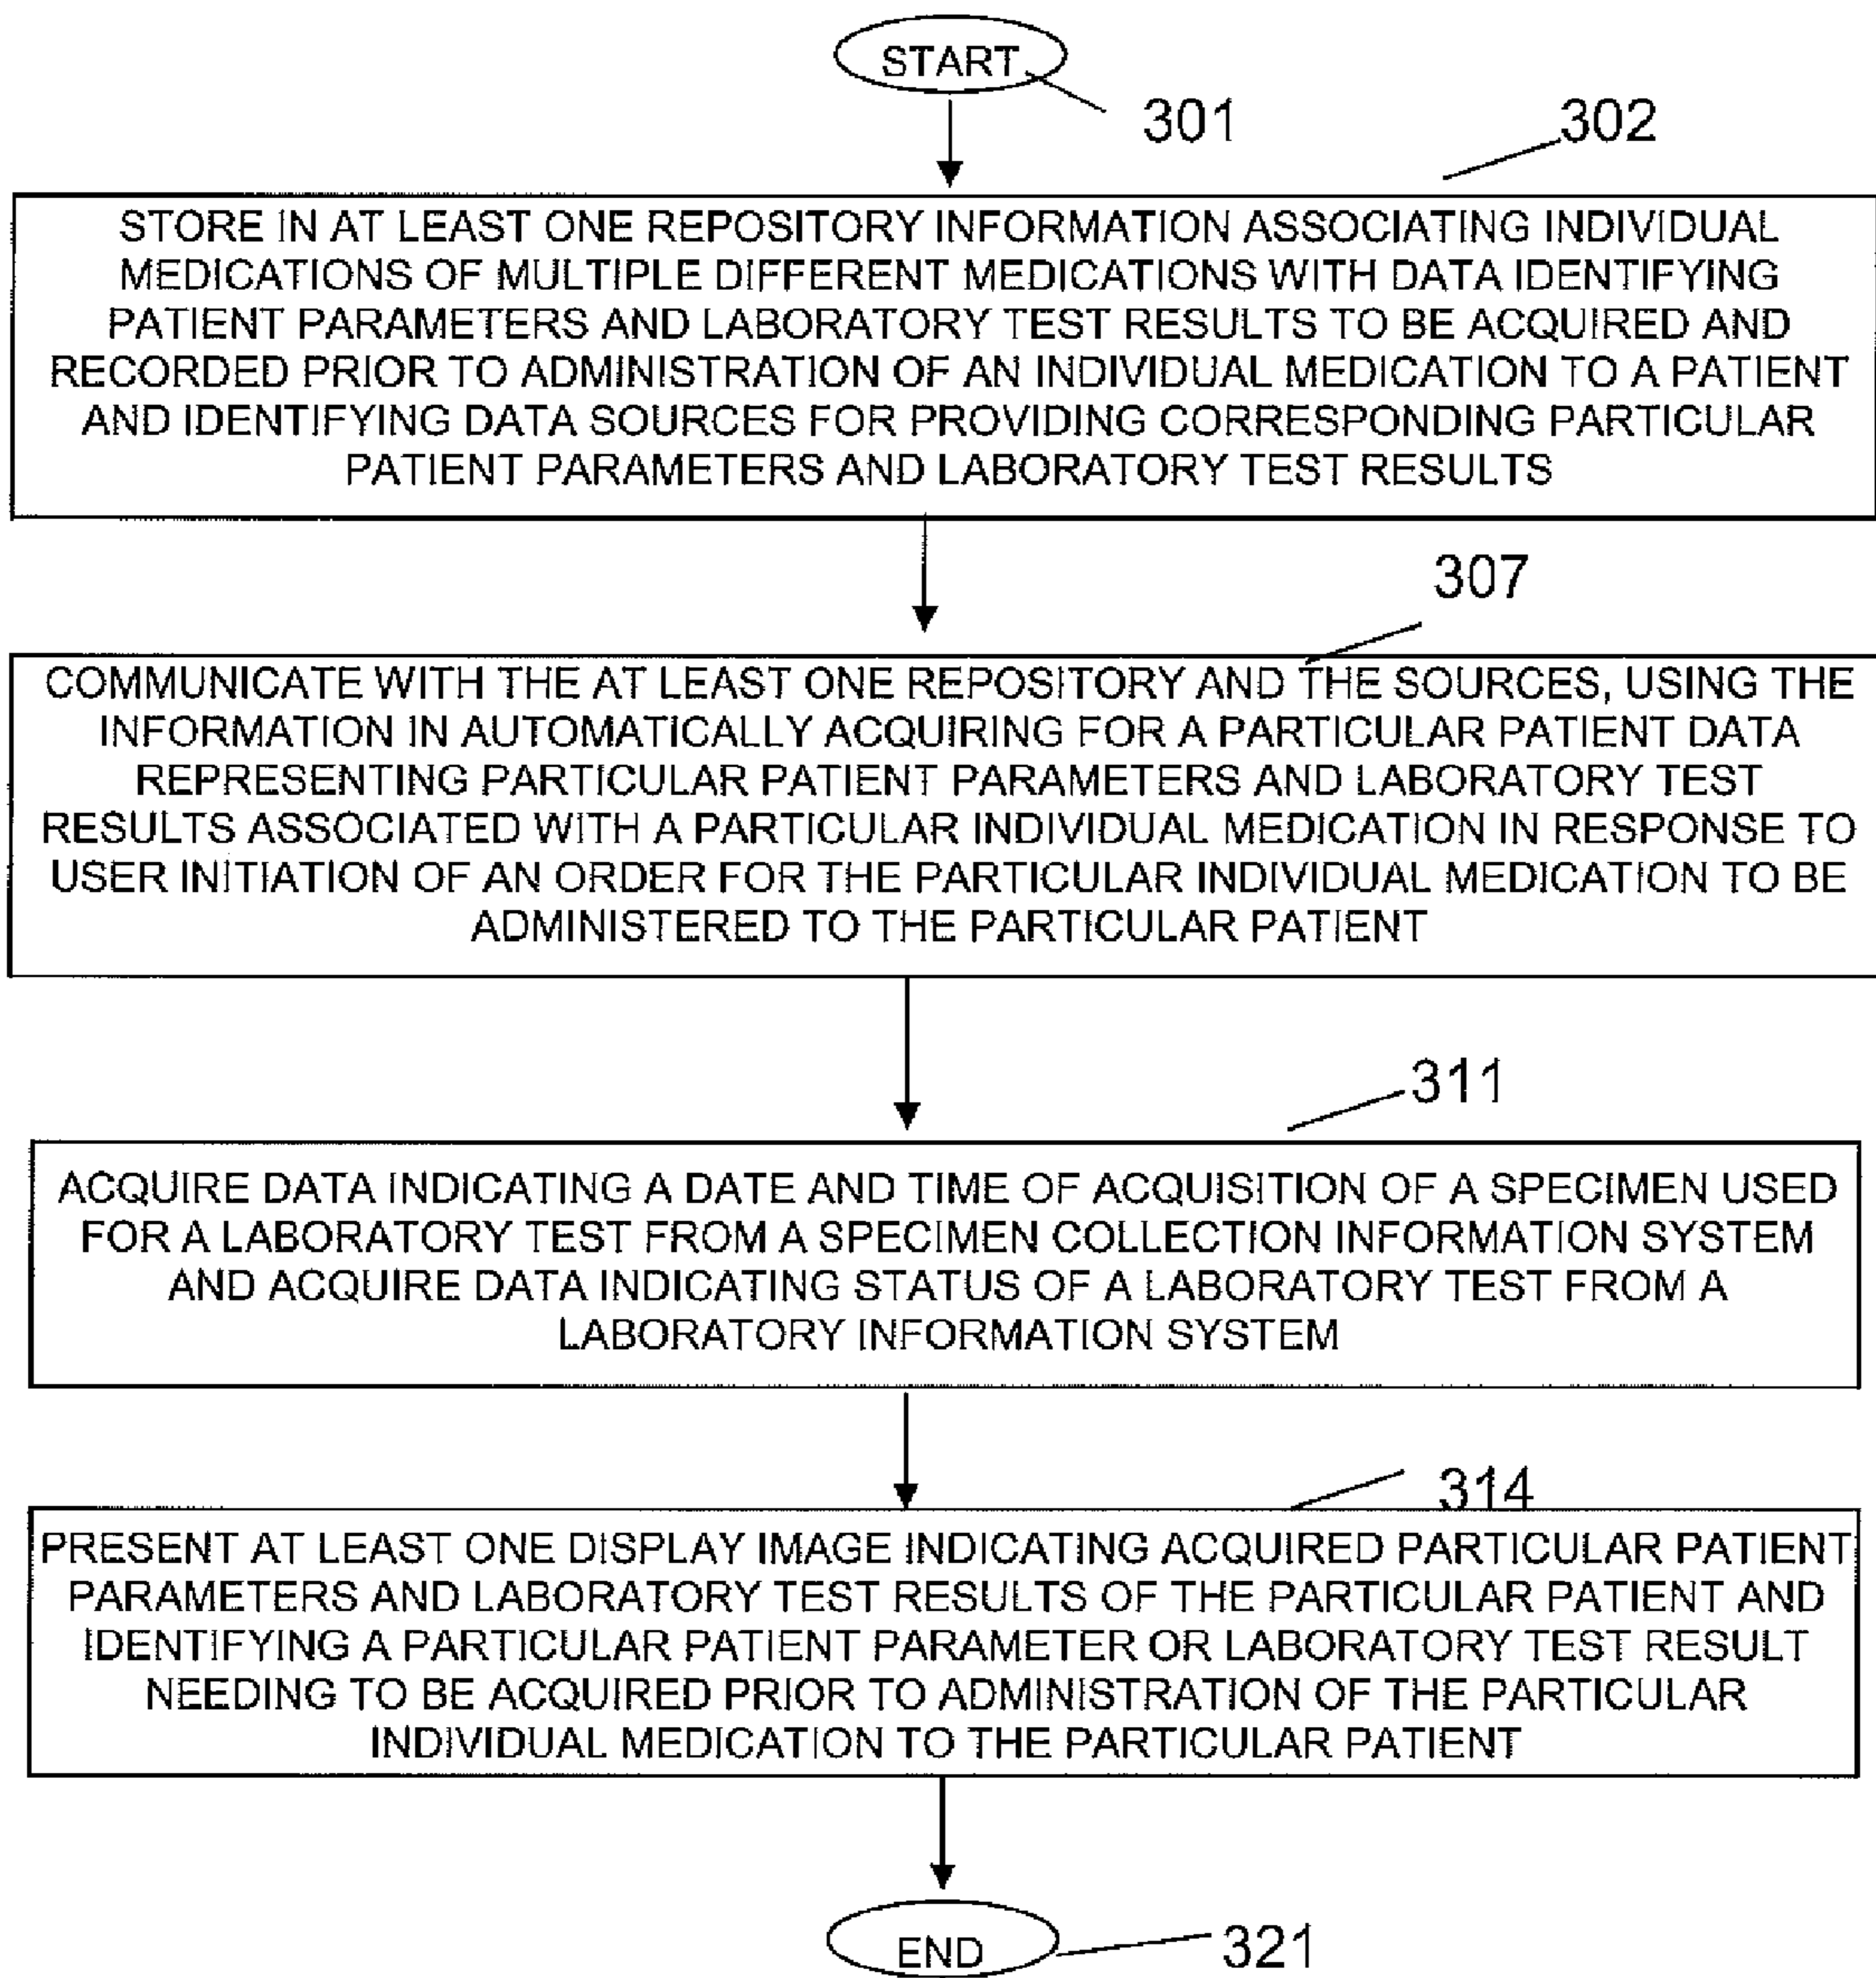 START
301
302
STORE IN AT LEAST ONE REPOSITORY INFORMATION ASSOCIATING INDIVIDUAL
MEDICATIONS OF MULTIPLE DIFFERENT MEDICATIONS WITH DATA IDENTIFYING
PATIENT PARAMETERS AND LABORATORY TEST RESULTS TO BE ACQUIRED AND
RECORDED PRIOR TO ADMINISTRATION OF AN INDIVIDUAL MEDICATION TO A PATIENT
AND IDENTIFYING DATA SOURCES FOR PROVIDING CORRESPONDING PARTICULAR
PATIENT PARAMETERS AND LABORATORY TEST RESULTS
307
COMMUNICATE WITH THE AT LEAST ONE REPOSITORY AND THE SOURCES, USING THE
INFORMATION IN AUTOMATICALLY ACQUIRING FOR A PARTICULAR PATIENT DATA
REPRESENTING PARTICULAR PATIENT PARAMETERS AND LABORATORY TEST
RESULTS ASSOCIATED WITH A PARTICULAR INDIVIDUAL MEDICATION IN RESPONSE TO
USER INITIATION OF AN ORDER FOR THE PARTICULAR INDIVIDUAL MEDICATION TO BE
ADMINISTERED TO THE PARTICULAR PATIENT
311
ACQUIRE DATA INDICATING A DATE AND TIME OF ACQUISITION OF A SPECIMEN USED
FOR A LABORATORY TEST FROM A SPECIMEN COLLECTION INFORMATION SYSTEM
AND ACQUIRE DATA INDICATING STATUS OF A LABORATORY TEST FROM A
LABORATORY INFORMATION SYSTEM
314
PRESENT AT LEAST ONE DISPLAY IMAGE INDICATING ACQUIRED PARTICULAR PATIENT
PARAMETERS AND LABORATORY TEST RESULTS OF THE PARTICULAR PATIENT AND
IDENTIFYING A PARTICULAR PATIENT PARAMETER OR LABORATORY TEST RESULT
NEEDING TO BE ACQUIRED PRIOR TO ADMINISTRATION OF THE PARTICULAR
INDIVIDUAL MEDICATION TO THE PARTICULAR PATIENT
END
321